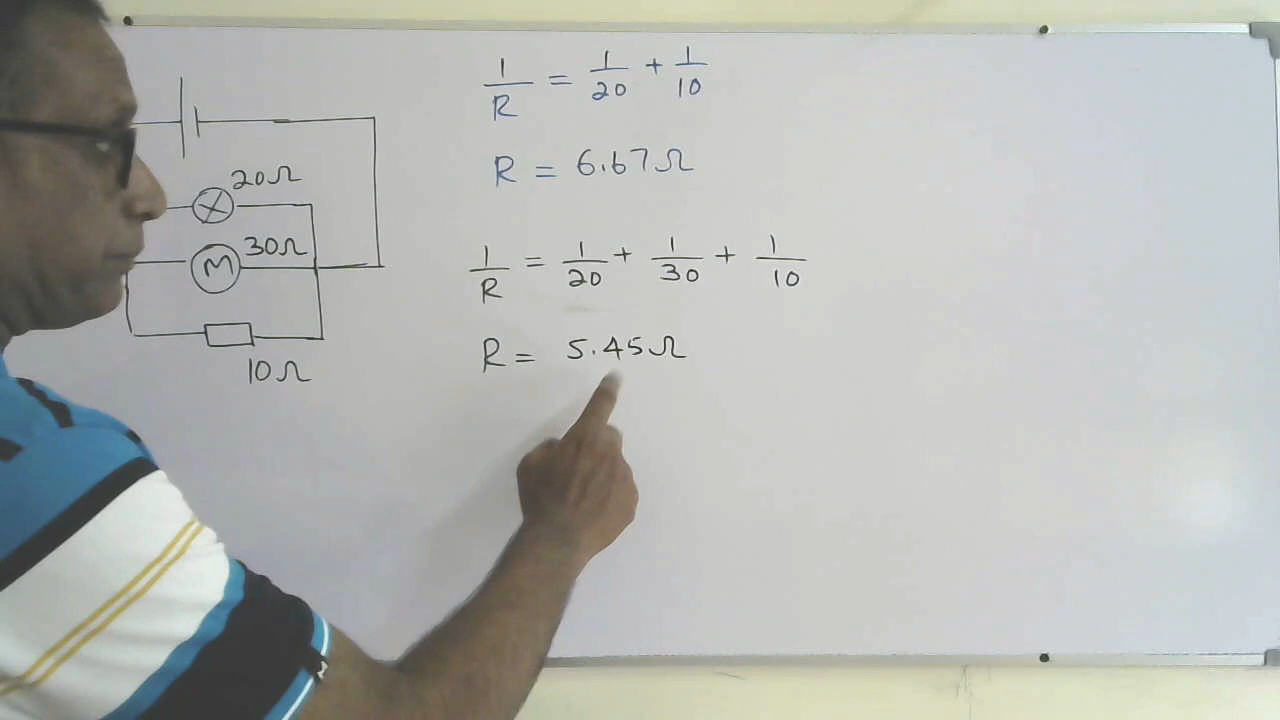 20Ω
30Ω
M
10Ω
1/R = 1/20 + 1/10
R = 6.67Ω
1/R = 1/20 + 1/30 + 1/10
R = 5.45Ω